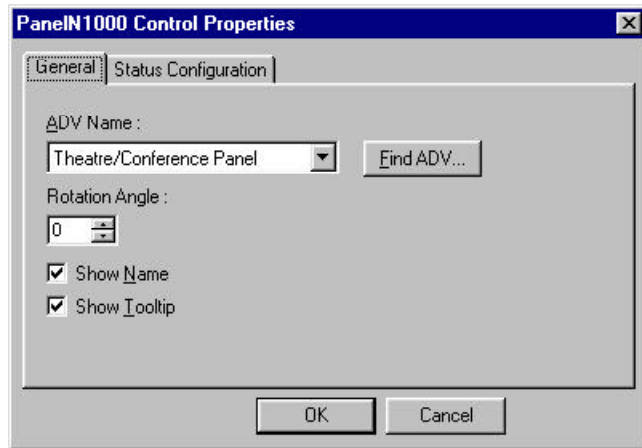 PanelN1000 Control Properties
General Status Configuration
ADV Name :
Theatre/Conference Panel Find ADV...
Rotation Angle :
0
Show Name
Show Tooltip
OK Cancel